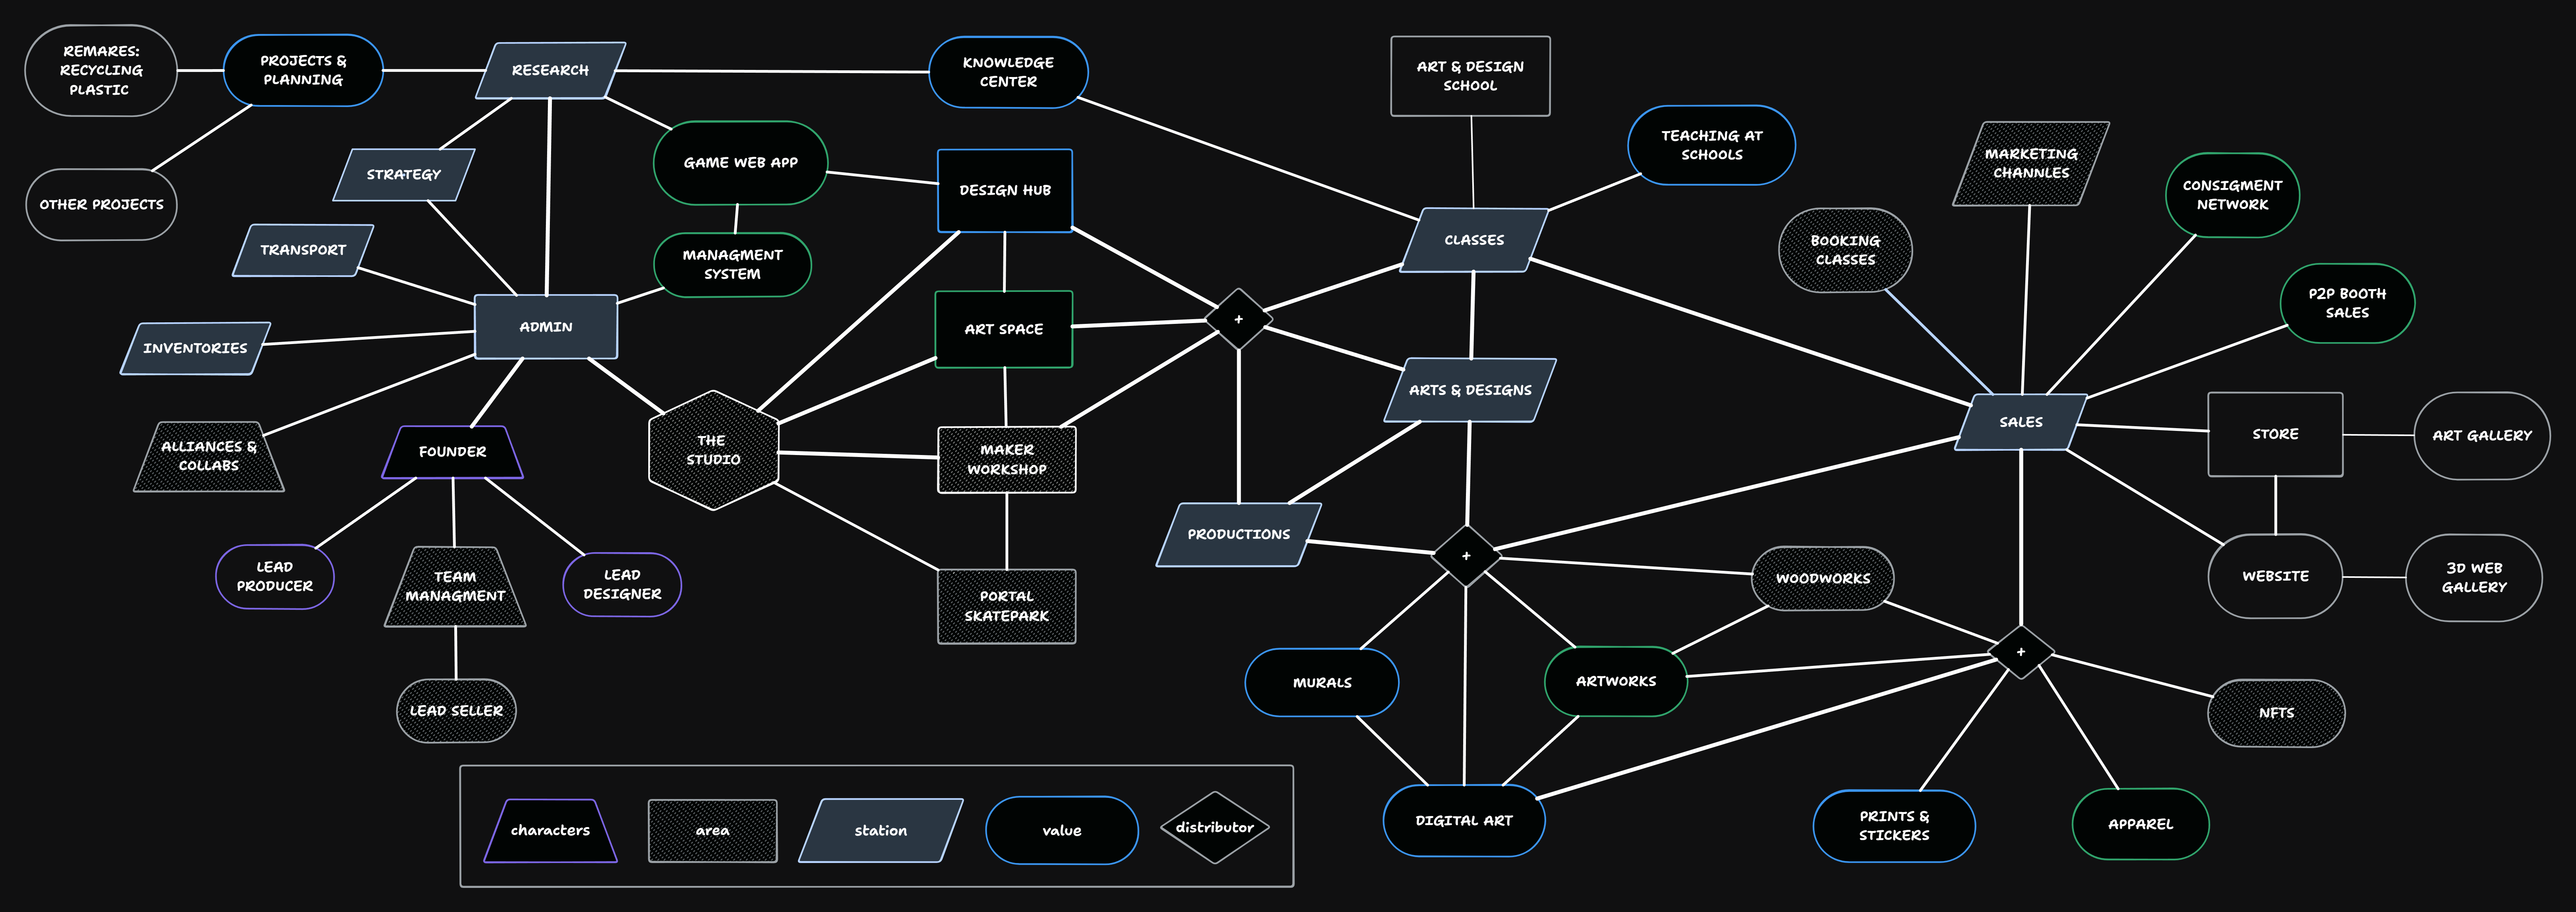 REMARES:
RECYCLING
PLASTIC
PROJECTS &
PLANNING
RESEARCH
KNOWLEDGE
CENTER
ART & DESIGN
SCHOOL
TEACHING AT
SCHOOLS
MARKETING
CHANNLES
CONSIGMENT
NETWORK
OTHER PROJECTS
STRATEGY
GAME WEB APP
DESIGN HUB
TRANSPORT
MANAGMENT
SYSTEM
CLASSES
BOOKING
CLASSES
P2P BOOTH
SALES
INVENTORIES
ADMIN
ART SPACE
+
ARTS & DESIGNS
SALES
STORE
ART GALLERY
ALLIANCES &
COLLABS
FOUNDER
THE
STUDIO
MAKER
WORKSHOP
PRODUCTIONS
+
WOODWORKS
WEBSITE
3D WEB
GALLERY
LEAD
PRODUCER
TEAM
MANAGMENT
LEAD
DESIGNER
PORTAL
SKATEPARK
MURALS
ARTWORKS
+
NFTS
LEAD SELLER
DIGITAL ART
PRINTS &
STICKERS
APPAREL
characters
area
station
value
distributor